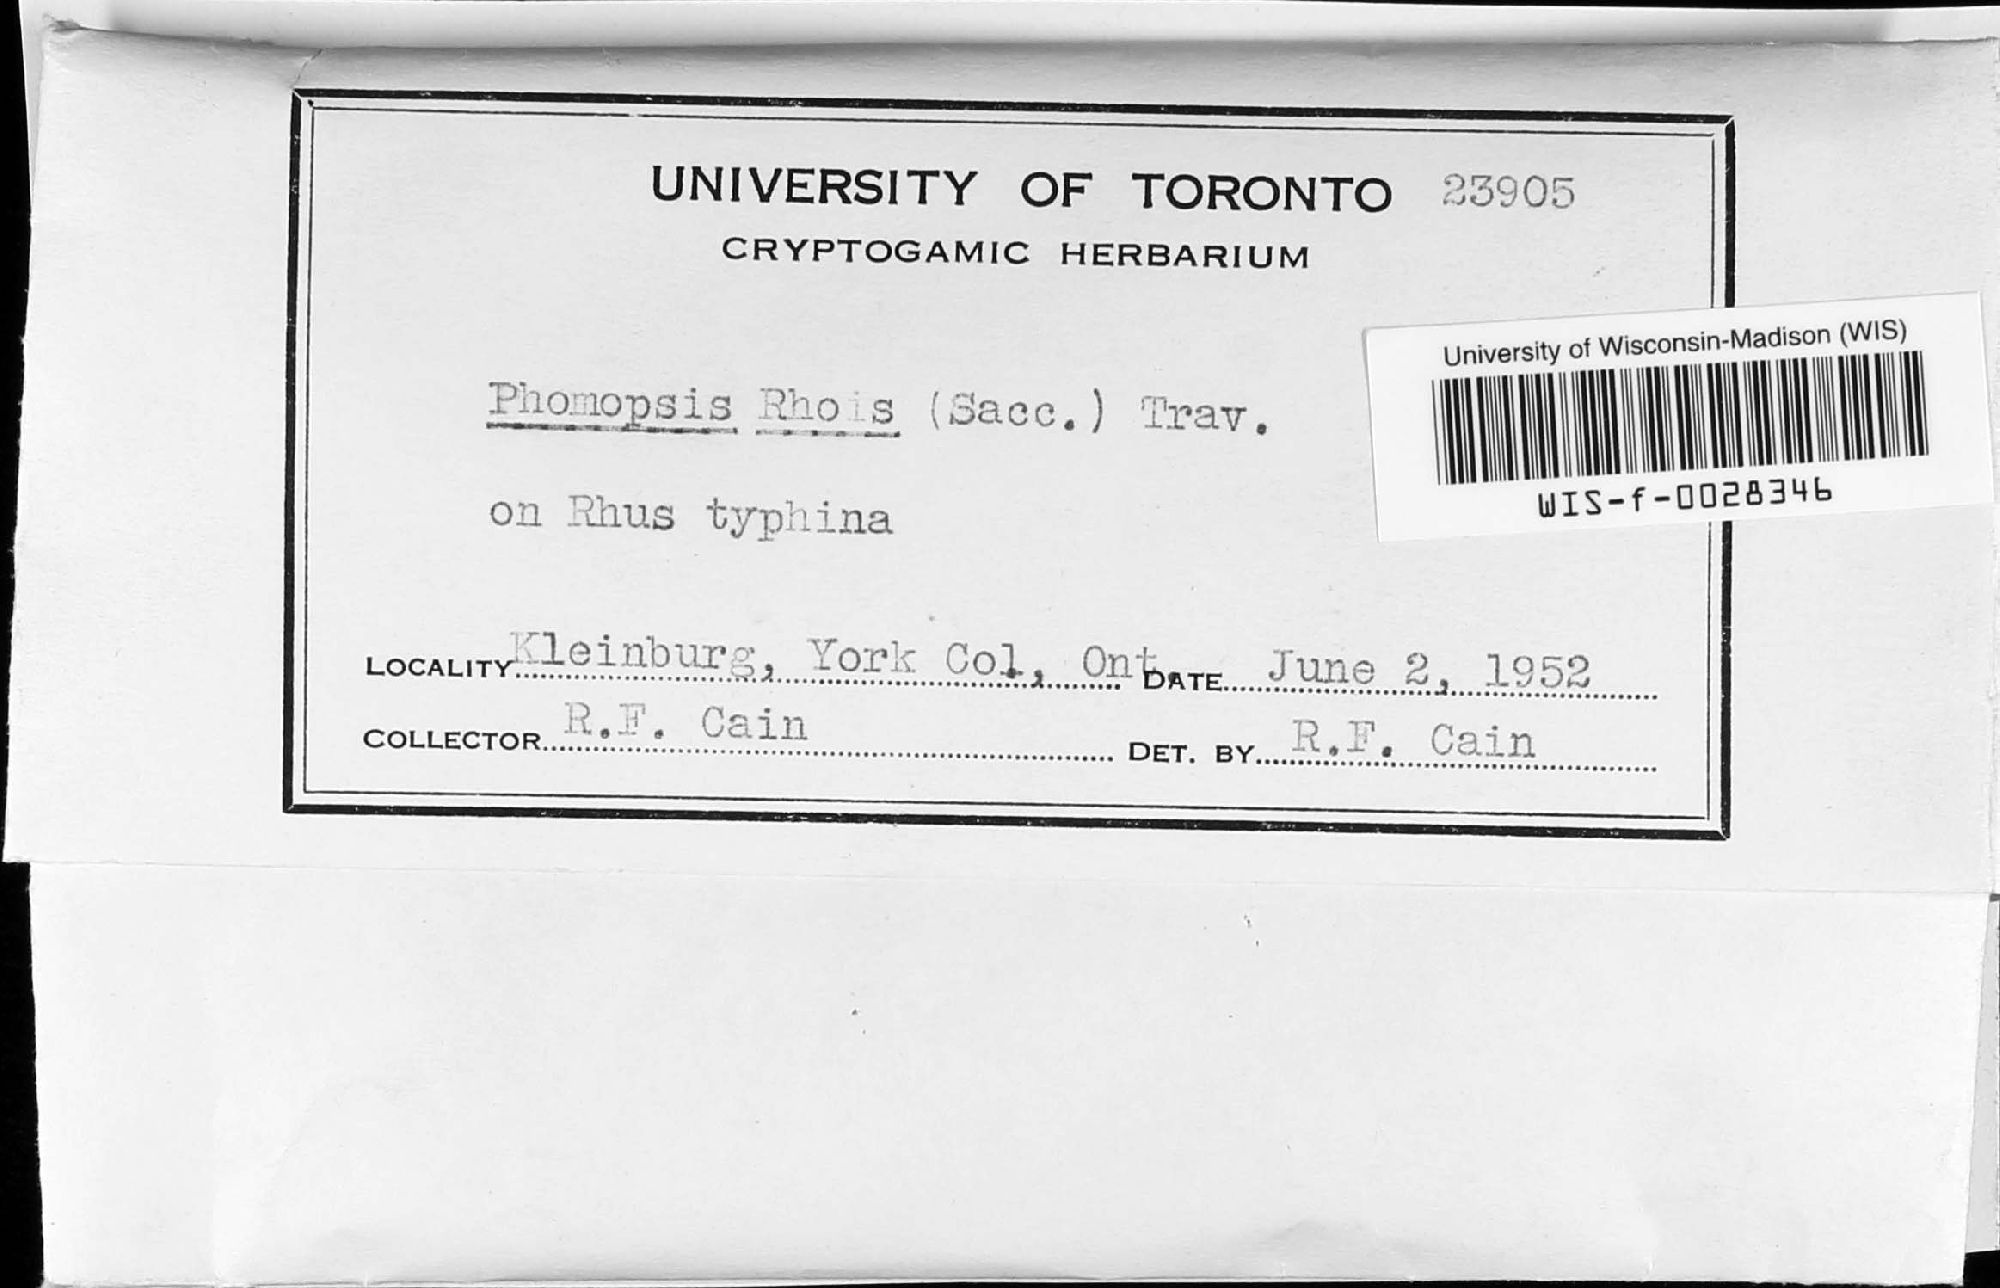 UNIVERSITY OF TORONTO 23905
CRYPTOGAMIC HERBARIUM
University of Wisconsin-Madison (WIS)
WIS-f-0028346
Phomopsis Rhois (Sacc.) Trav.
on Rhus typhina
LOCALITY Kleinburg, York Col, Ont. DATE June 2, 1952
COLLECTOR R.F. Cain DET. BY R.F. Cain